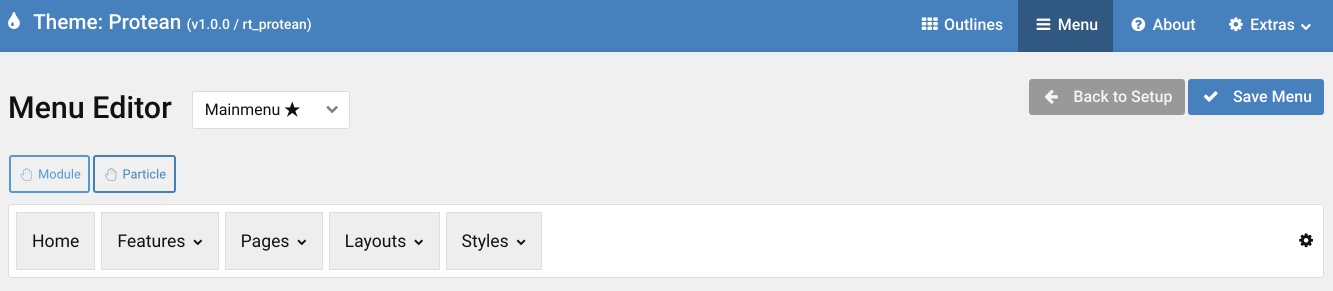 Theme: Protean (v1.0.0 / rt_protean) Outlines Menu About Extras
Menu Editor Mainmenu ★ Back to Setup Save Menu
Module Particle
Home Features Pages Layouts Styles